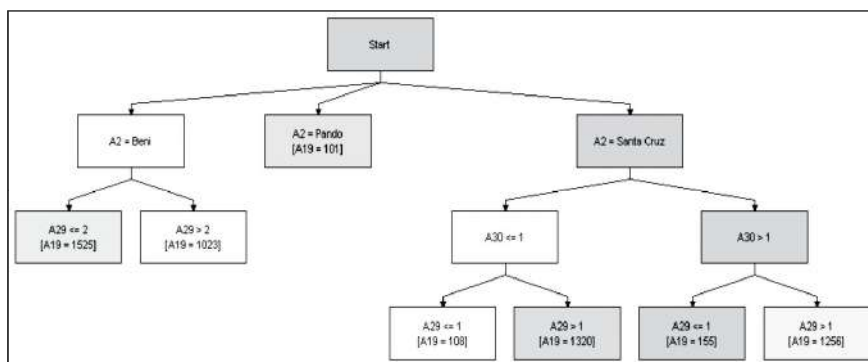 Start
A2 = Beni
A2 = Pando
[A19 = 101]
A2 = Santa Cruz
A29 <= 2
[A19 = 1525]
A29 > 2
[A19 = 1023]
A30 <= 1
A30 > 1
A29 <= 1
[A19 = 108]
A29 > 1
[A19 = 1320]
A29 <= 1
[A19 = 155]
A29 > 1
[A19 = 1256]